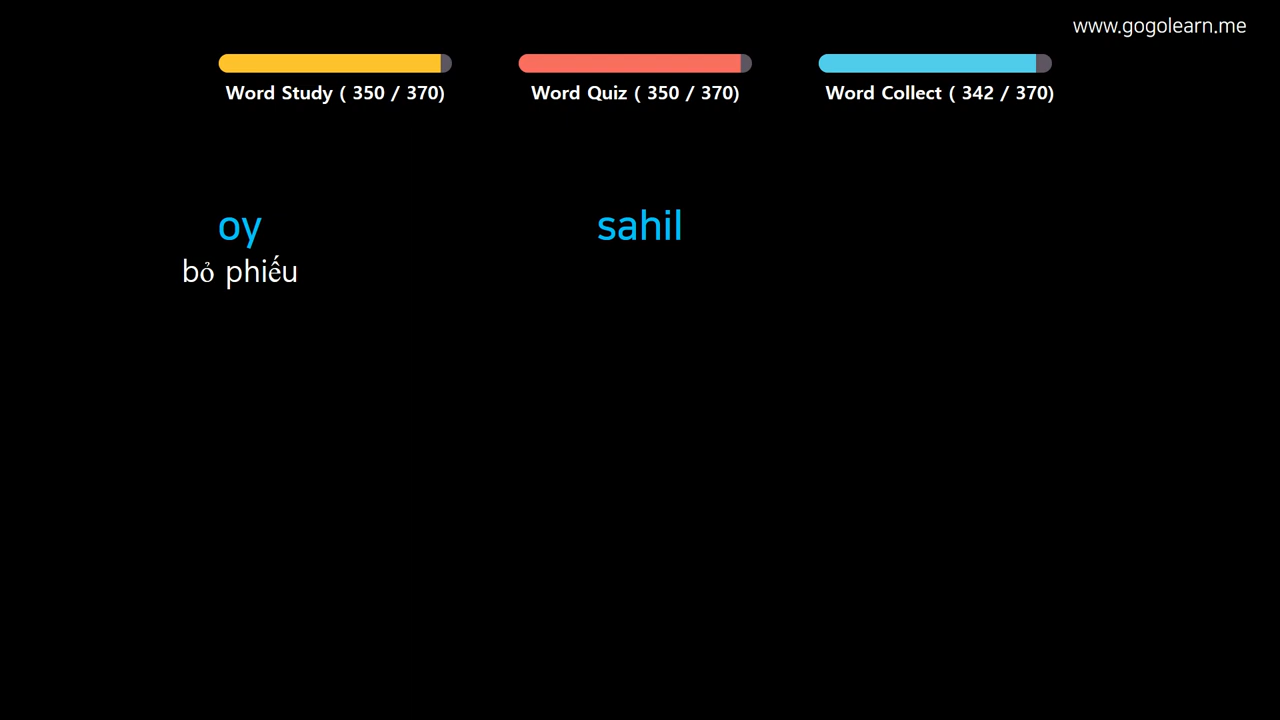 www.gogolearn.me
Word Study ( 350 / 370)
Word Quiz ( 350 / 370)
Word Collect ( 342 / 370)
oy
bỏ phiếu
sahil